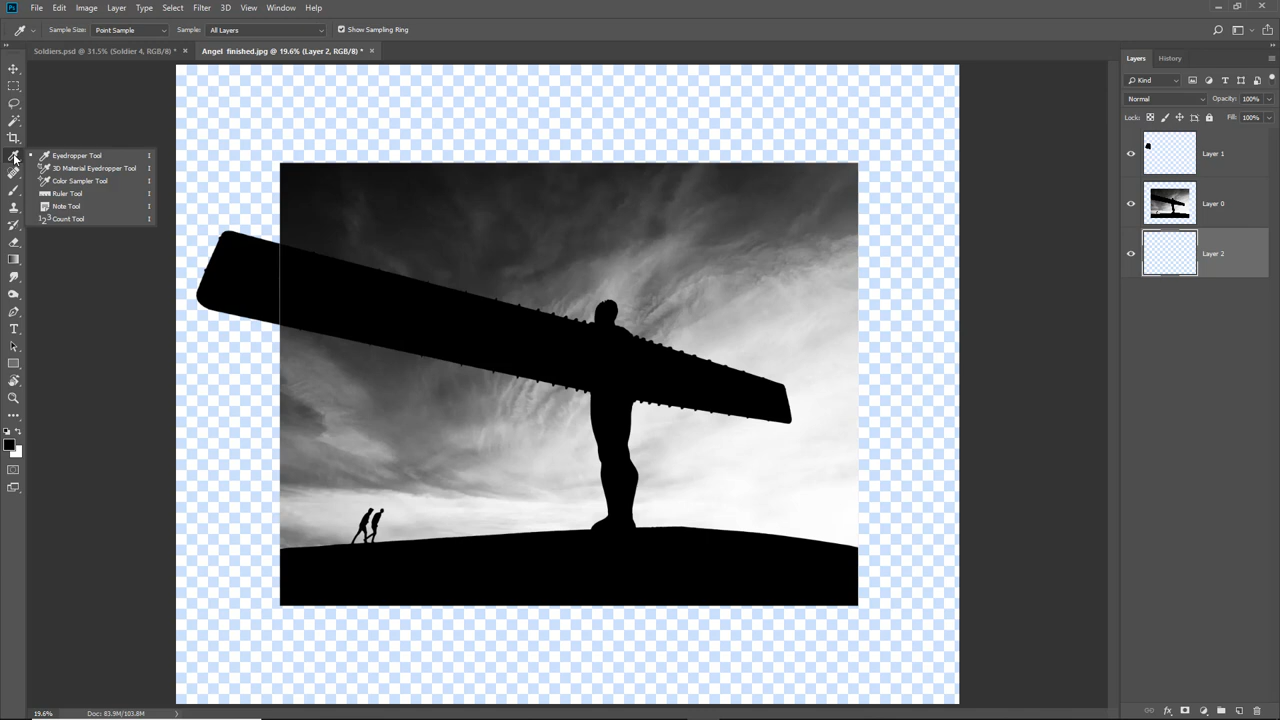 Ps File Edit Image Layer Type Select Filter 3D View Window Help
Sample Size: Point Sample Sample: All Layers Show Sampling Ring
Soldiers.psd @ 31.5% (Soldier 4, RGB/8) * × Angel_finished.jpg @ 19.6% (Layer 2, RGB/8) * ×
Layers History
Kind
Normal Opacity: 100%
Lock: Fill: 100%
Layer 1
Layer 0
Layer 2
Eyedropper Tool I
3D Material Eyedropper Tool I
Color Sampler Tool I
Ruler Tool I
Note Tool I
Count Tool I
19.6% Doc: 83.9M/103.8M